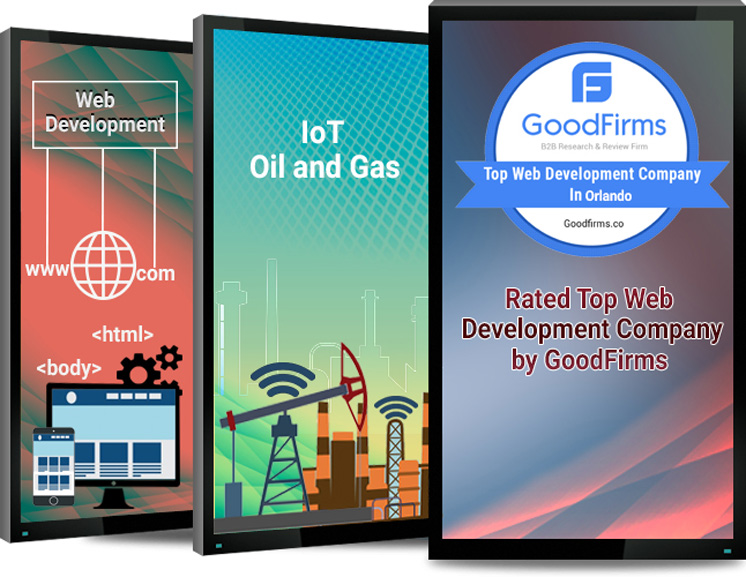 Web
Development
www
com
<html>
<body>
IoT
Oil and Gas
GoodFirms
B2B Research & Review Firm
Top Web Development Company
In Orlando
Goodfirms.co
Rated Top Web
Development Company
by GoodFirms